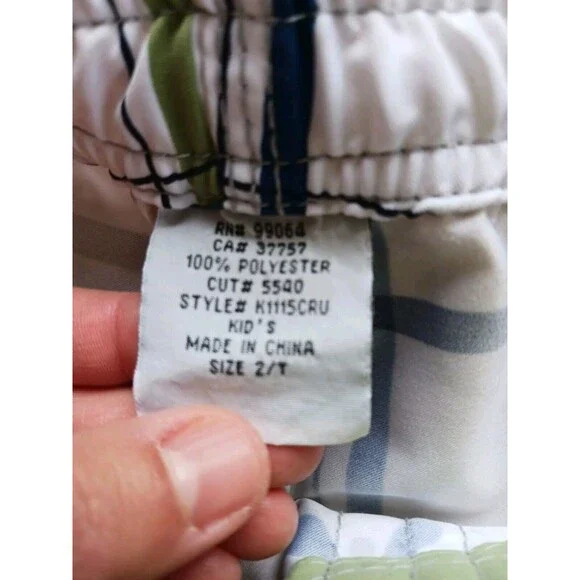 RN# 99064
CA# 37757
100% POLYESTER
CUT# 5540
STYLE# K1115CRU
KID'S
MADE IN CHINA
SIZE 2/T